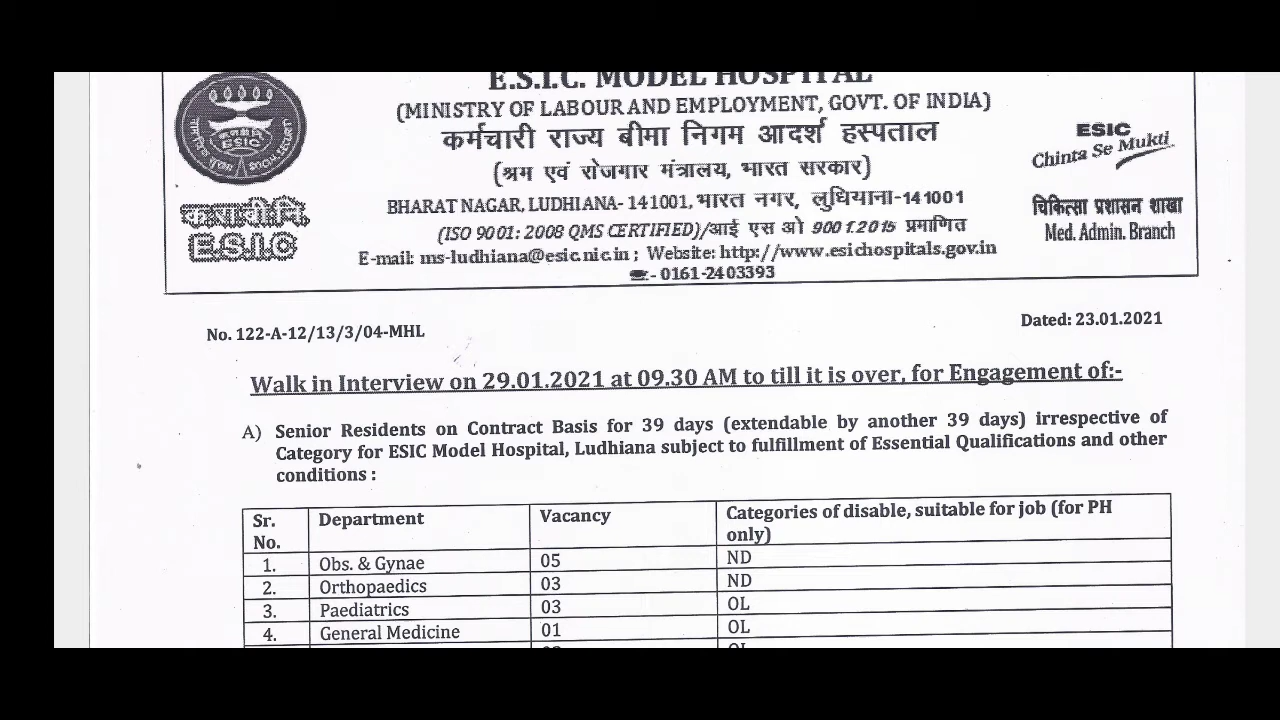 E.S.I.C. MODEL HOSPITAL
(MINISTRY OF LABOUR AND EMPLOYMENT, GOVT. OF INDIA)
कर्मचारी राज्य बीमा निगम आदर्श हस्पताल
(श्रम एवं रोजगार मंत्रालय, भारत सरकार)
BHARAT NAGAR, LUDHIANA- 141001, भारत नगर, लुधियाना-141001
(ISO 9001: 2008 QMS CERTIFIED)/आई एस ओ 9001:2015 प्रमाणित
E-mail: ms-ludhiana@esic.nic.in ; Website: http://www.esichospitals.gov.in
☎- 0161-2403393
ESIC
क.रा.बी.नि.
E.S.I.C
ESIC
Chinta Se Mukti
चिकित्सा प्रशासन शाखा
Med. Admin. Branch
No. 122-A-12/13/3/04-MHL
Dated: 23.01.2021
Walk in Interview on 29.01.2021 at 09.30 AM to till it is over, for Engagement of:-
A) Senior Residents on Contract Basis for 39 days (extendable by another 39 days) irrespective of
Category for ESIC Model Hospital, Ludhiana subject to fulfillment of Essential Qualifications and other
conditions :
Sr. No. Department Vacancy Categories of disable, suitable for job (for PH only)
1. Obs. & Gynae 05 ND
2. Orthopaedics 03 ND
3. Paediatrics 03 OL
4. General Medicine 01 OL